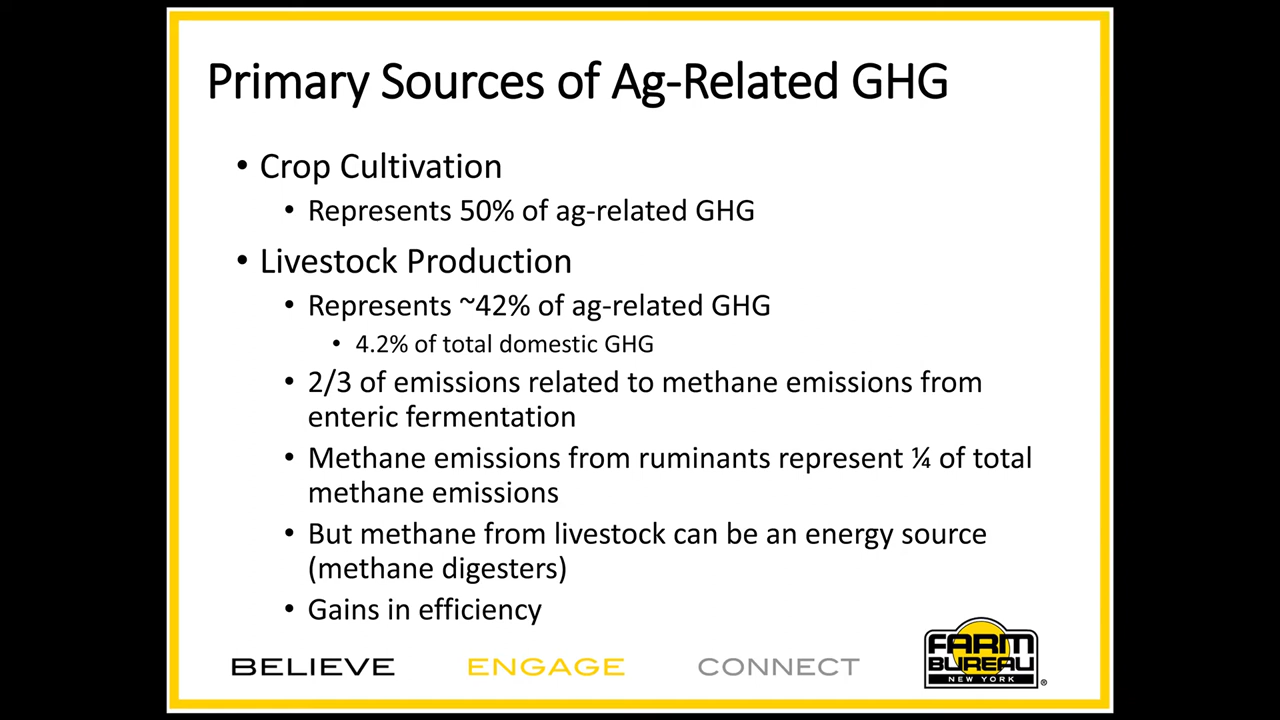 Primary Sources of Ag-Related GHG
• Crop Cultivation
• Represents 50% of ag-related GHG
• Livestock Production
• Represents ~42% of ag-related GHG
• 4.2% of total domestic GHG
• 2/3 of emissions related to methane emissions from
enteric fermentation
• Methane emissions from ruminants represent ¼ of total
methane emissions
• But methane from livestock can be an energy source
(methane digesters)
• Gains in efficiency
BELIEVE ENGAGE CONNECT
FARM
BUREAU
NEW YORK ®